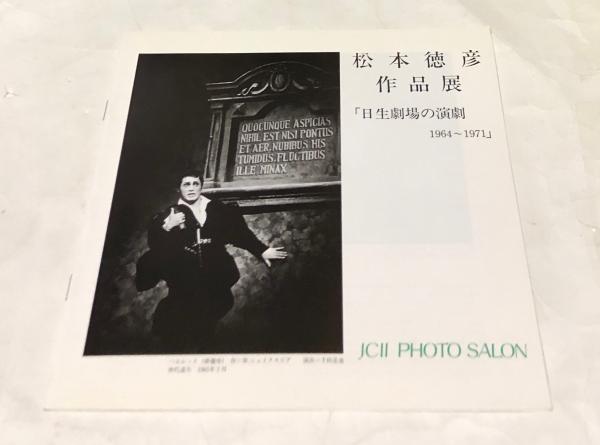 松本徳彦
作品展
「日生劇場の演劇
1964～1971」
QUOCUNQUE ASPICIAS
NIHIL EST NISI PONTUS
ET AER, NUBIBUS HIS
TUMIDUS, FLUCTIBUS
ILLE MINAX
JCII PHOTO SALON